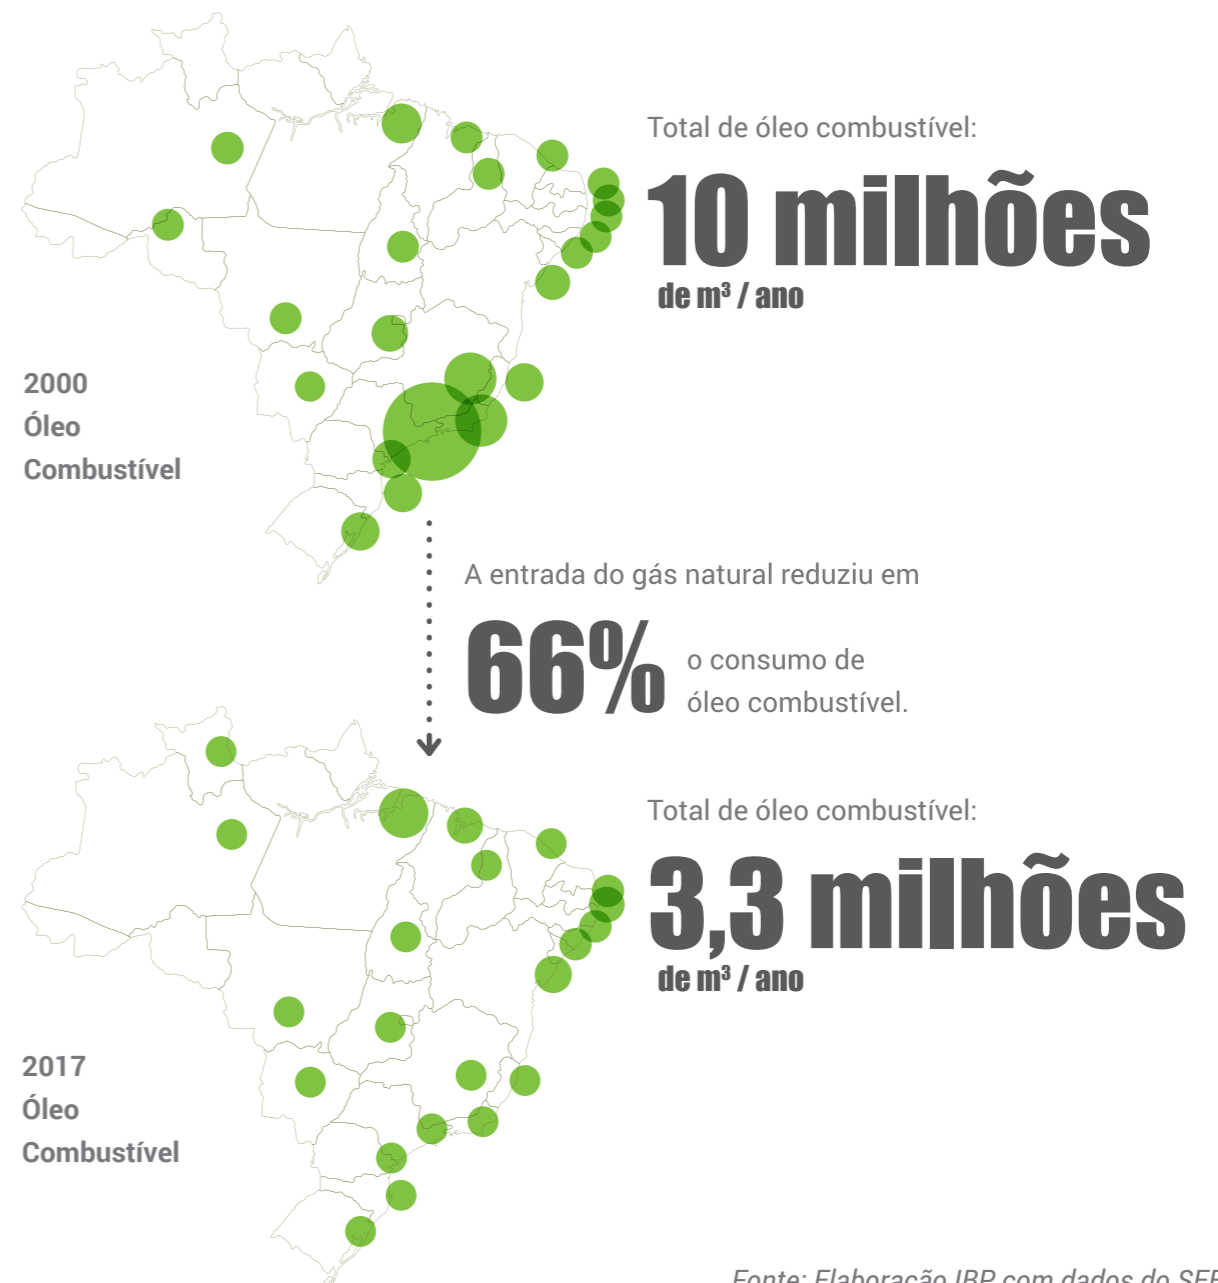 Total de óleo combustível:
10 milhões
de m³ / ano
2000
Óleo
Combustível
A entrada do gás natural reduziu em
66%
o consumo de
óleo combustível.
Total de óleo combustível:
3,3 milhões
de m³ / ano
2017
Óleo
Combustível
Fonte: Elaboração IBP com dados do